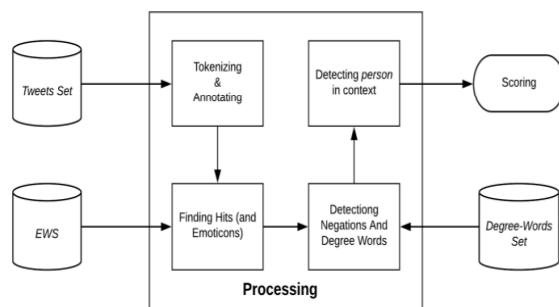 Tweets Set
Tokenizing
&
Annotating
Detecting person
in context
Scoring
EWS
Finding Hits (and
Emoticons)
Detectiong
Negations And
Degree Words
Degree-Words
Set
Processing